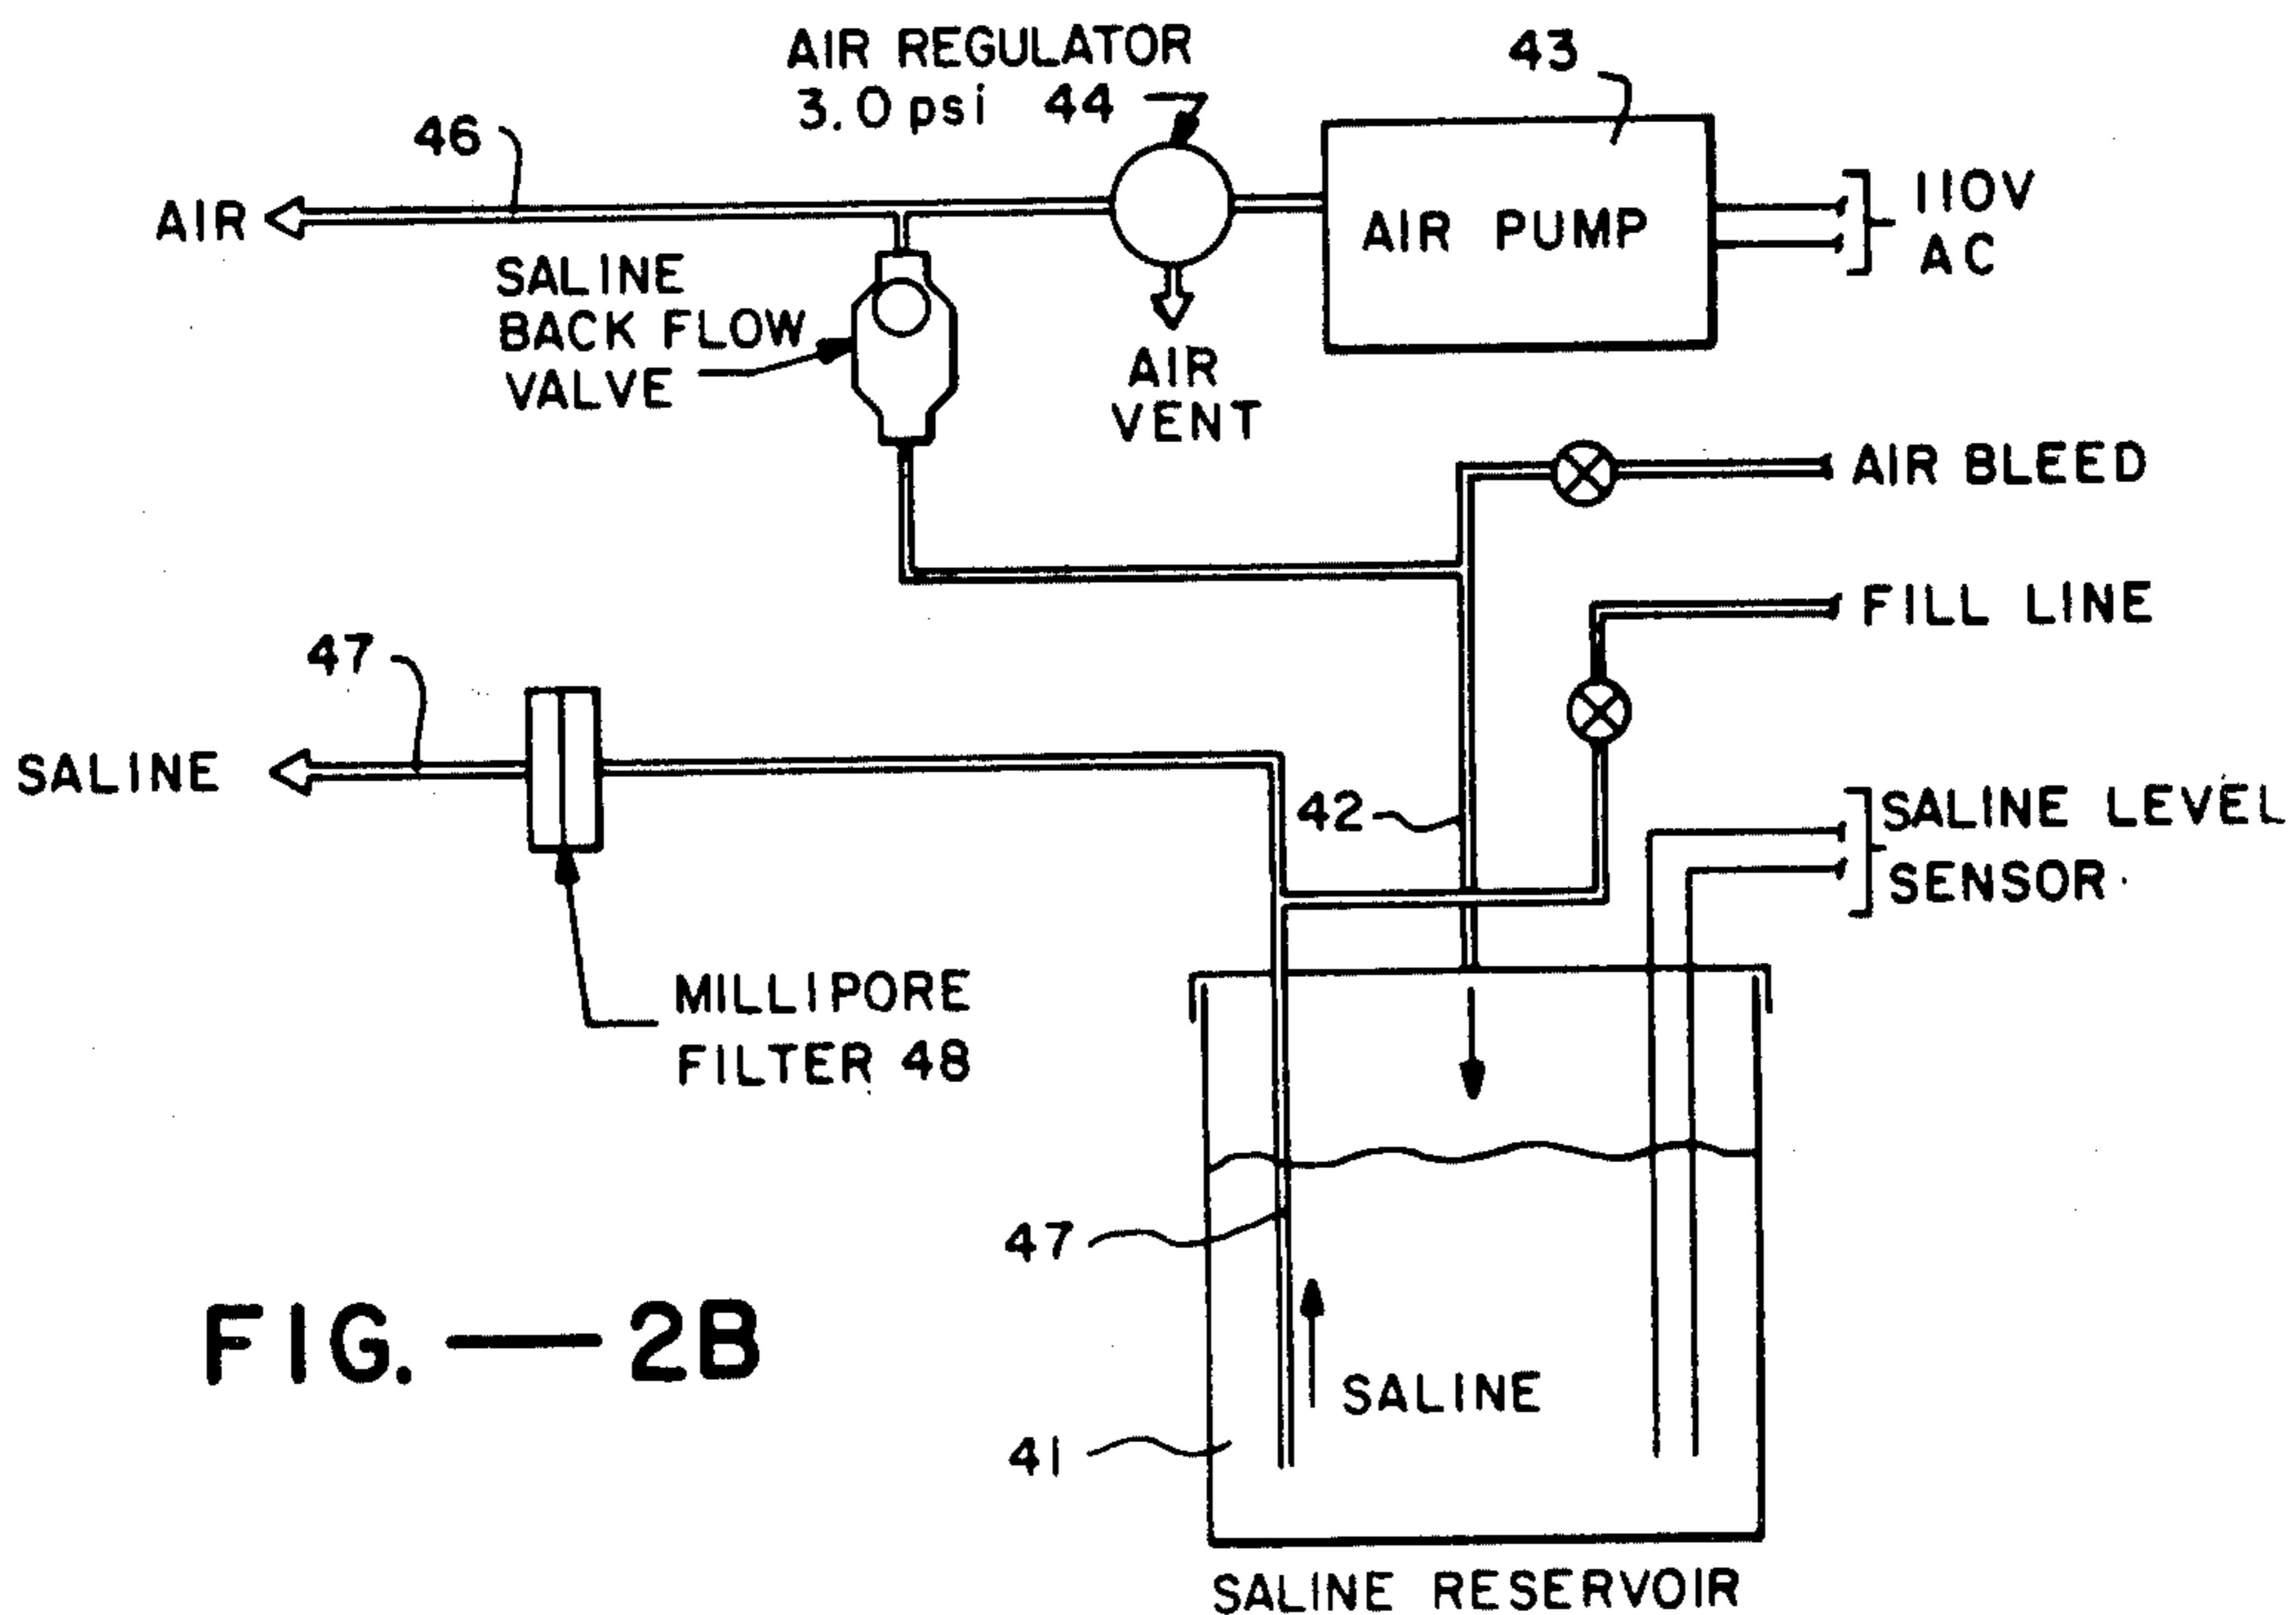 AIR REGULATOR
3.0 psi 44
43
46
AIR
110V
AC
AIR PUMP
SALINE
BACK FLOW
VALVE
AIR
VENT
AIR BLEED
FILL LINE
47
SALINE
42
SALINE LEVEL
SENSOR
MILLIPORE
FILTER 48
47
SALINE
41
FIG. — 2B
SALINE RESERVOIR